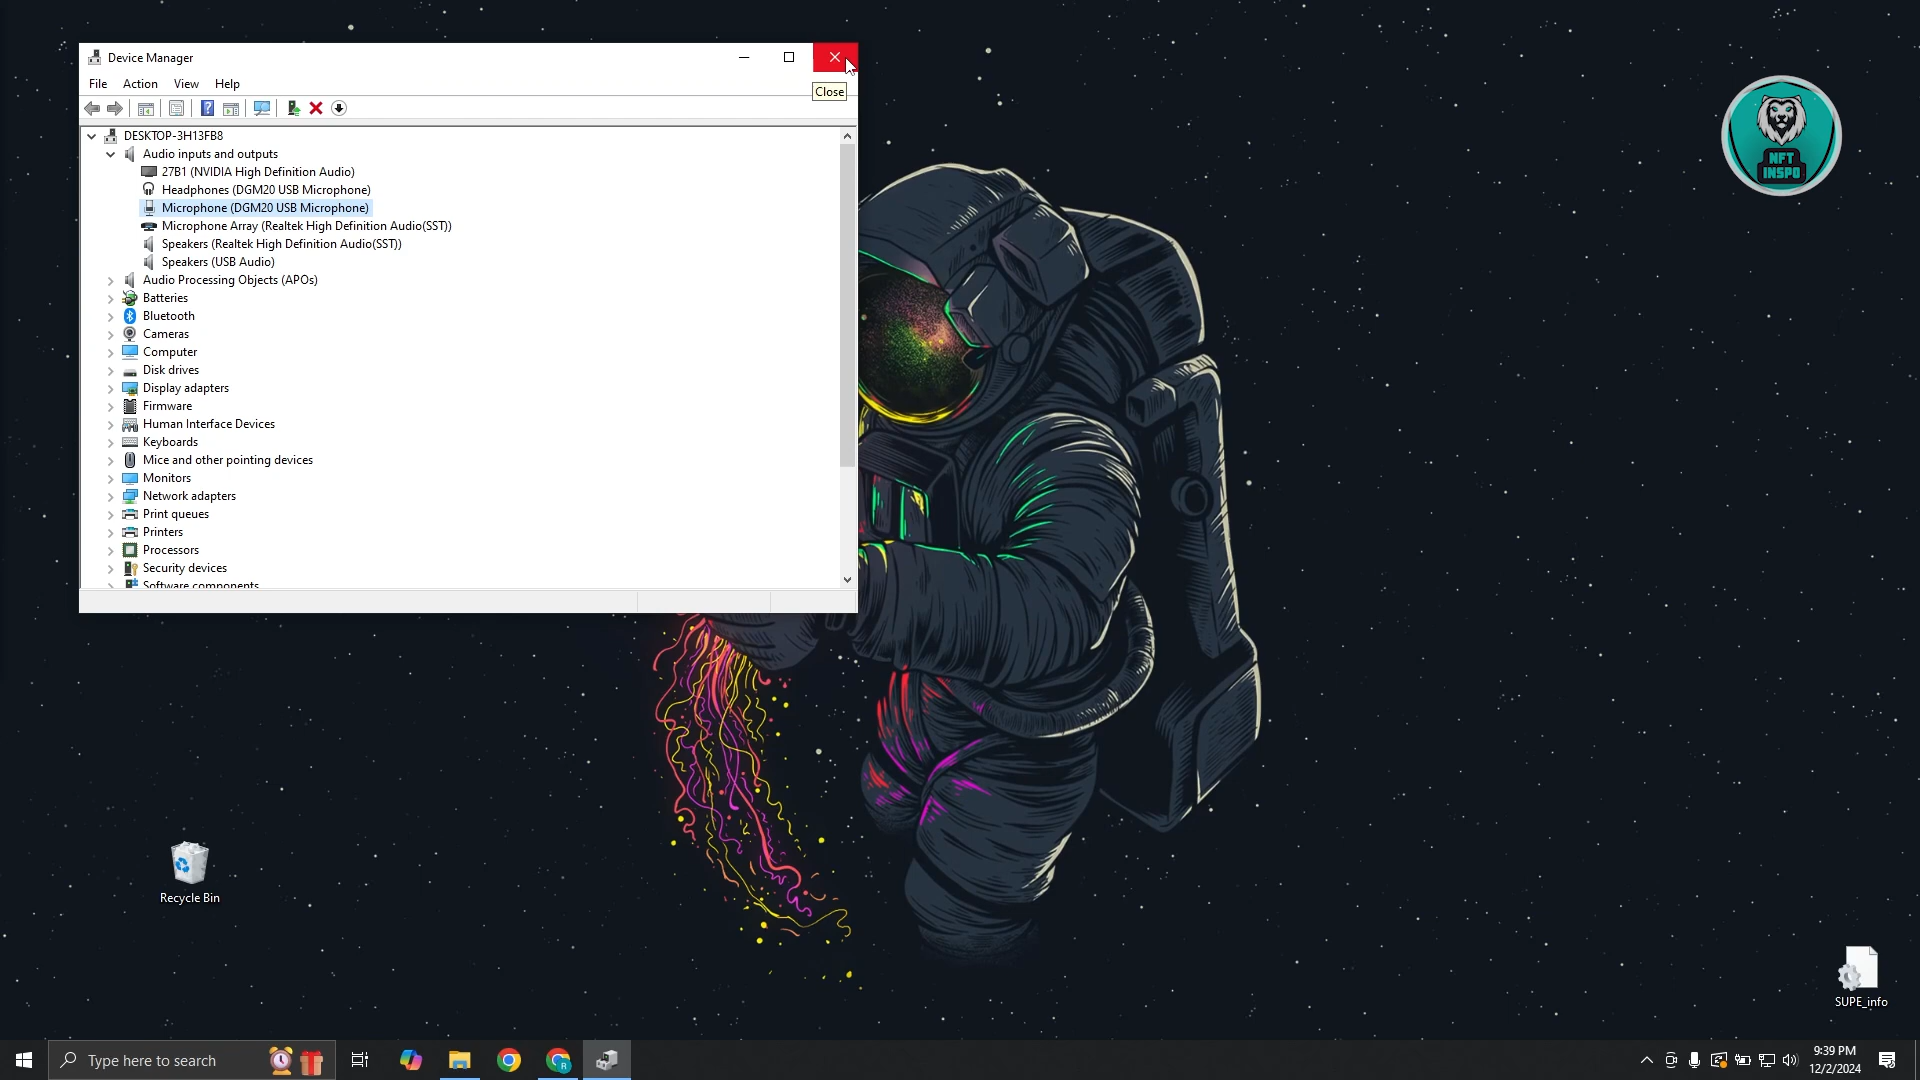 Device Manager
File Action View Help
Close
DESKTOP-3H13FB8
Audio inputs and outputs
27B1 (NVIDIA High Definition Audio)
Headphones (DGM20 USB Microphone)
Microphone (DGM20 USB Microphone)
Microphone Array (Realtek High Definition Audio(SST))
Speakers (Realtek High Definition Audio(SST))
Speakers (USB Audio)
Audio Processing Objects (APOs)
Batteries
Bluetooth
Cameras
Computer
Disk drives
Display adapters
Firmware
Human Interface Devices
Keyboards
Mice and other pointing devices
Monitors
Network adapters
Print queues
Printers
Processors
Security devices
Software components
NFT
INSPO
Recycle Bin
SUPE_info
Type here to search
R
9:39 PM
12/2/2024